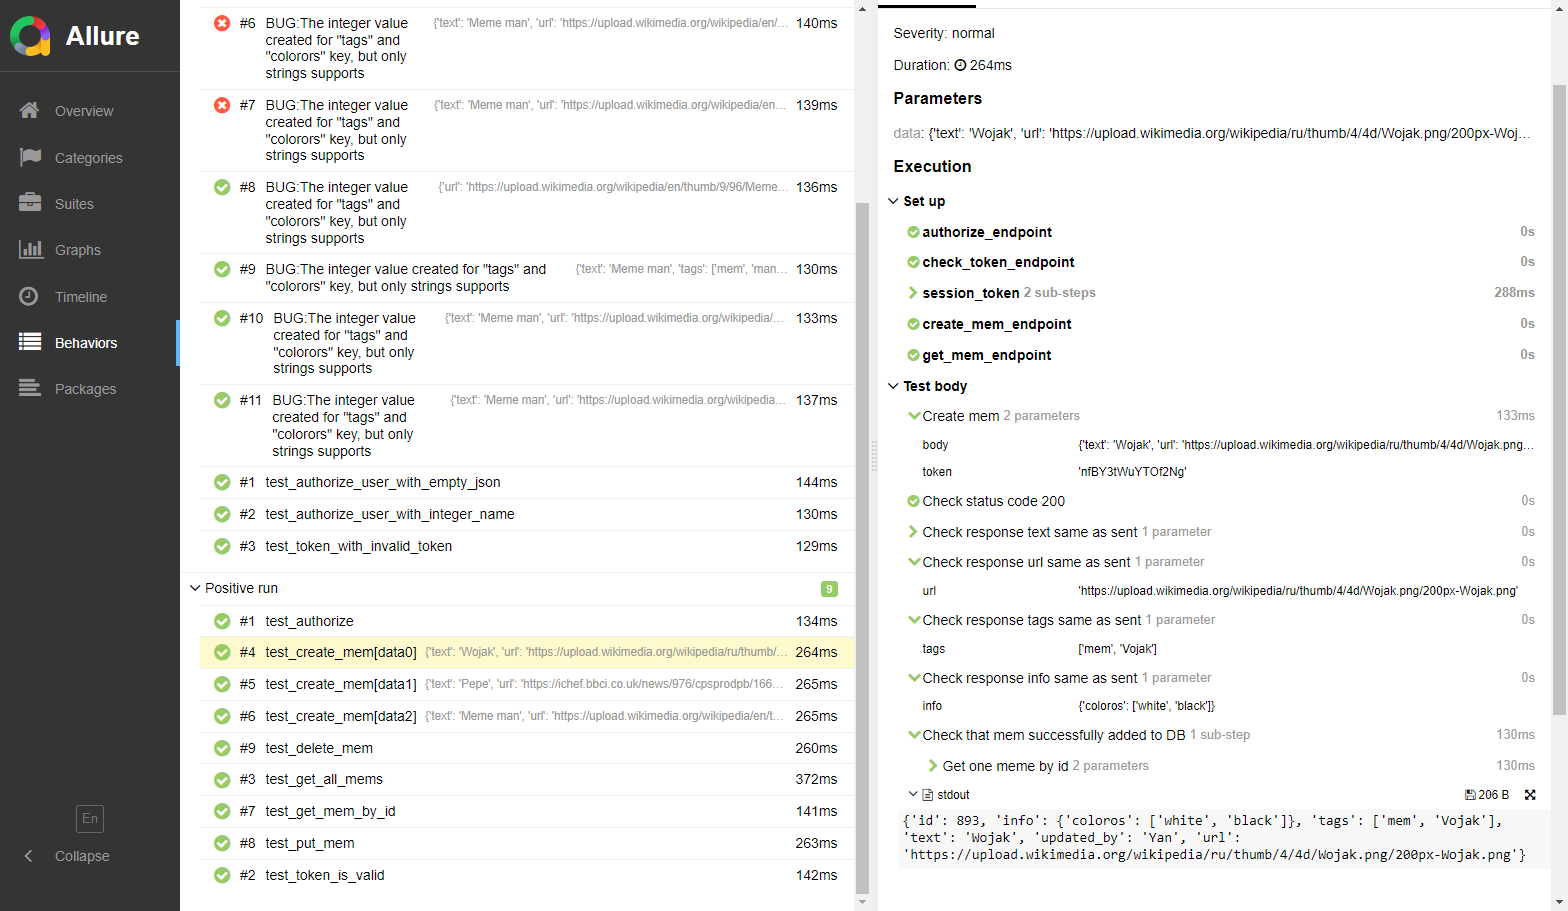 Allure
Overview
Categories
Suites
Graphs
Timeline
Behaviors
Packages
En
Collapse
#6 BUG:The integer value {'text': 'Meme man', 'url': 'https://upload.wikimedia.org/wikipedia/en/... 140ms
created for "tags" and
"colorors" key, but only
strings supports
#7 BUG:The integer value {'text': 'Meme man', 'url': 'https://upload.wikimedia.org/wikipedia/en... 139ms
created for "tags" and
"colorors" key, but only
strings supports
#8 BUG:The integer value {'url': 'https://upload.wikimedia.org/wikipedia/en/thumb/9/96/Meme... 136ms
created for "tags" and
"colorors" key, but only
strings supports
#9 BUG:The integer value created for "tags" and {'text': 'Meme man', 'tags': ['mem', 'man... 130ms
"colorors" key, but only strings supports
#10 BUG:The integer value {'text': 'Meme man', 'url': 'https://upload.wikimedia.org/wikipedia/... 133ms
created for "tags" and
"colorors" key, but only
strings supports
#11 BUG:The integer value {'text': 'Meme man', 'url': 'https://upload.wikimedia.org/wikipedia... 137ms
created for "tags" and
"colorors" key, but only
strings supports
#1 test_authorize_user_with_empty_json 144ms
#2 test_authorize_user_with_integer_name 130ms
#3 test_token_with_invalid_token 129ms
Positive run 9
#1 test_authorize 134ms
#4 test_create_mem[data0] {'text': 'Wojak', 'url': 'https://upload.wikimedia.org/wikipedia/ru/thumb/... 264ms
#5 test_create_mem[data1] {'text': 'Pepe', 'url': 'https://ichef.bbci.co.uk/news/976/cpsprodpb/166... 265ms
#6 test_create_mem[data2] {'text': 'Meme man', 'url': 'https://upload.wikimedia.org/wikipedia/en/t... 265ms
#9 test_delete_mem 260ms
#3 test_get_all_mems 372ms
#7 test_get_mem_by_id 141ms
#8 test_put_mem 263ms
#2 test_token_is_valid 142ms
Severity: normal
Duration: 264ms
Parameters
data: {'text': 'Wojak', 'url': 'https://upload.wikimedia.org/wikipedia/ru/thumb/4/4d/Wojak.png/200px-Woj...
Execution
Set up
authorize_endpoint 0s
check_token_endpoint 0s
session_token 2 sub-steps 288ms
create_mem_endpoint 0s
get_mem_endpoint 0s
Test body
Create mem 2 parameters 133ms
body {'text': 'Wojak', 'url': 'https://upload.wikimedia.org/wikipedia/ru/thumb/4/4d/Wojak.png...
token 'nfBY3tWuYTOf2Ng'
Check status code 200 0s
Check response text same as sent 1 parameter 0s
Check response url same as sent 1 parameter 0s
url 'https://upload.wikimedia.org/wikipedia/ru/thumb/4/4d/Wojak.png/200px-Wojak.png'
Check response tags same as sent 1 parameter 0s
tags ['mem', 'Vojak']
Check response info same as sent 1 parameter 0s
info {'coloros': ['white', 'black']}
Check that mem successfully added to DB 1 sub-step 130ms
Get one meme by id 2 parameters 130ms
stdout 206 B
{'id': 893, 'info': {'coloros': ['white', 'black']}, 'tags': ['mem', 'Vojak'],
'text': 'Wojak', 'updated_by': 'Yan', 'url':
'https://upload.wikimedia.org/wikipedia/ru/thumb/4/4d/Wojak.png/200px-Wojak.png'}